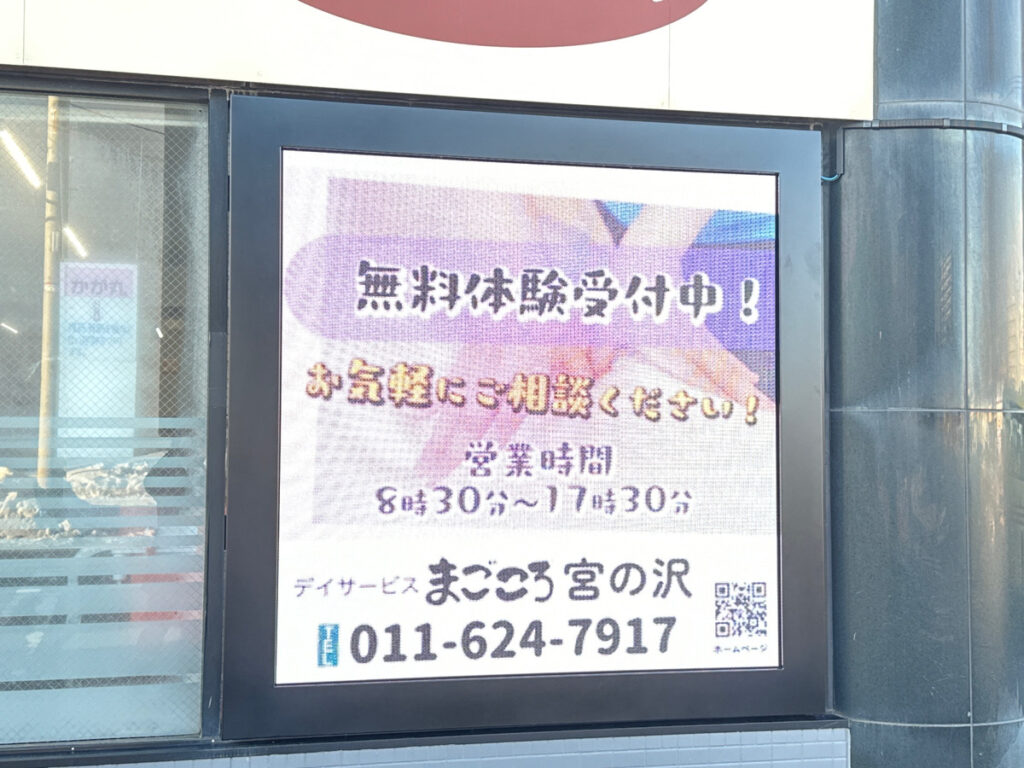 無料体験受付中!
お気軽にご相談ください!
営業時間
8時30分〜17時30分
デイサービス まごころ 宮の沢
011-624-7917
ホームページ